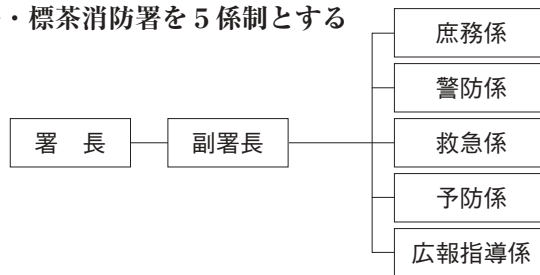 ・標茶消防署を5係制とする
庶務係
警防係
署　長
副署長
救急係
予防係
広報指導係